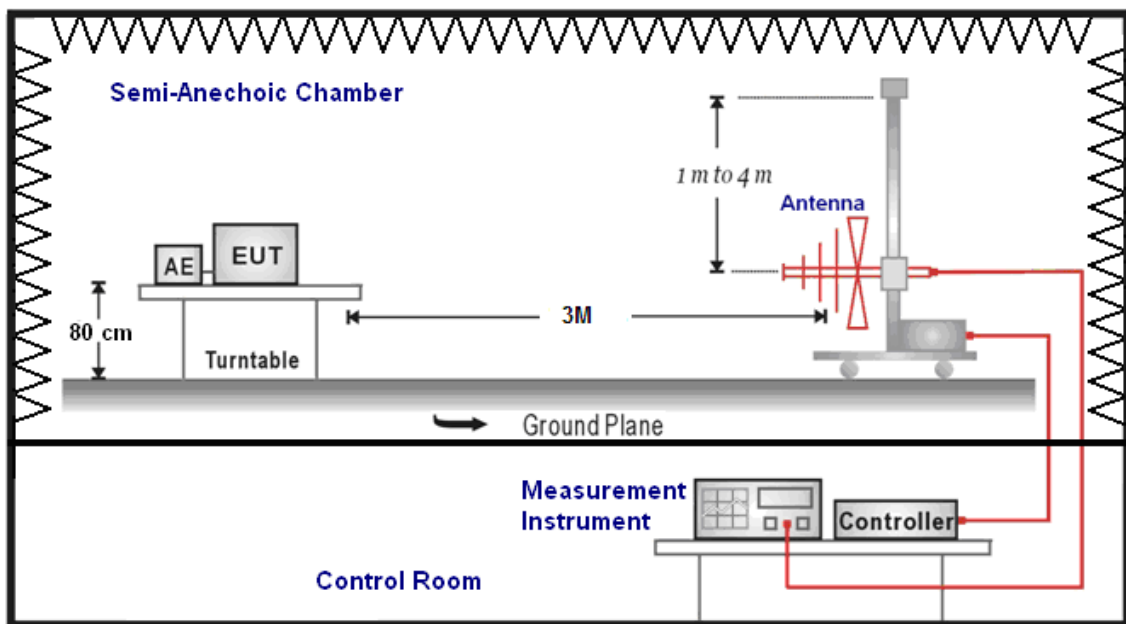 Semi-Anechoic Chamber
1 m to 4 m
Antenna
AE
EUT
80 cm
3M
Turntable
Ground Plane
Measurement
Instrument
Controller
Control Room